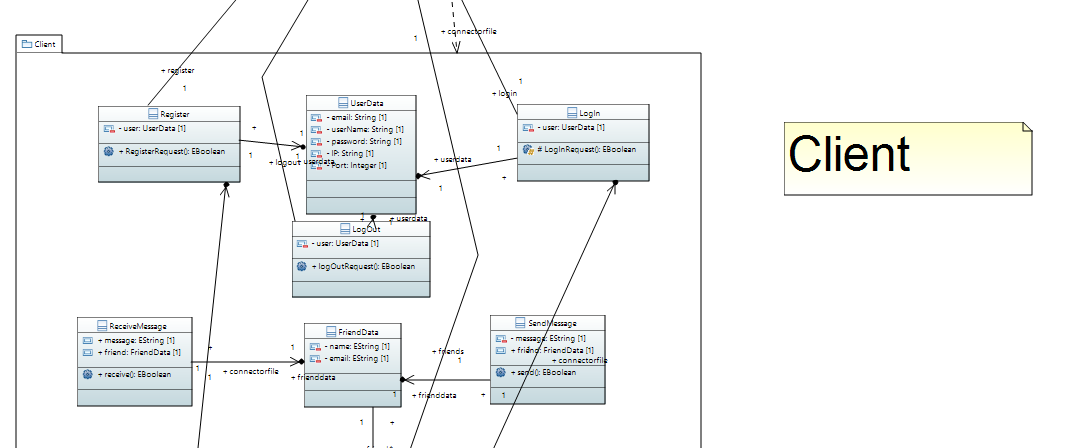 + connectorfile
1
Client
+ register
1
1
+ login
Client
Register
- user: UserData [1]
+ RegisterRequest(): EBoolean
UserData
- email: String [1]
- userName: String [1]
- password: String [1]
- IP: String [1]
- Port: Integer [1]
LogIn
- user: UserData [1]
# LogInRequest(): EBoolean
+
1
1
1
+ logout
userdata
1
+ userdata
1
+
1
+
1
+ userdata
LogOut
- user: UserData [1]
+ logOutRequest(): EBoolean
ReceiveMessage
+ message: EString [1]
+ friend: FriendData [1]
+ receive(): EBoolean
FriendData
- name: EString [1]
- email: EString [1]
SendMessage
- message: EString [1]
+ friend: FriendData [1]
+ connectorfile
+ send(): EBoolean
+
1
1
1
+ connectorfile
+ frienddata
+ friends
1
1
+ frienddata
+
1
1
+